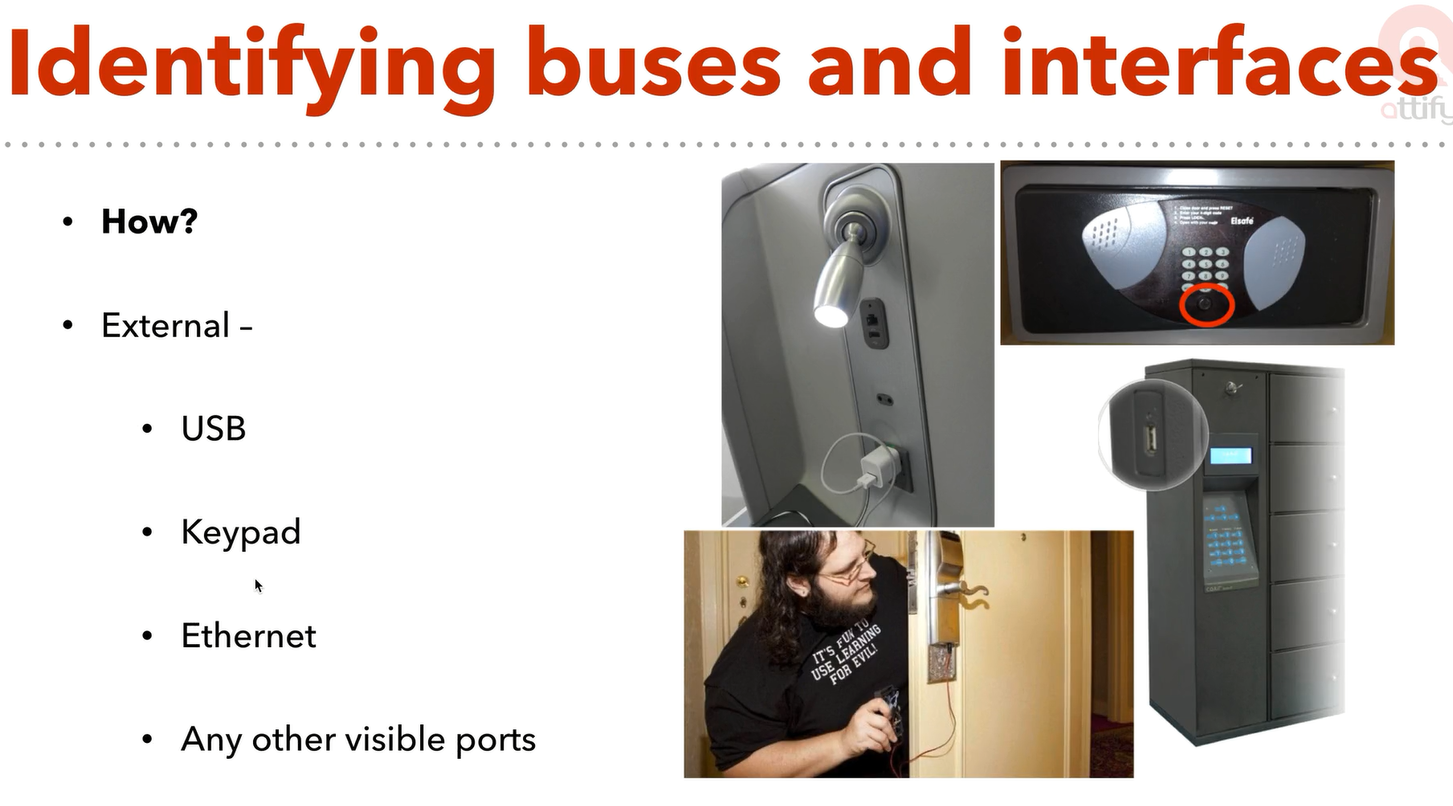 Identifying buses and interfaces
attify
• How?
• External –
• USB
• Keypad
• Ethernet
• Any other visible ports
Elsafe
IT'S FUN TO
USE LEARNING
FOR EVIL!